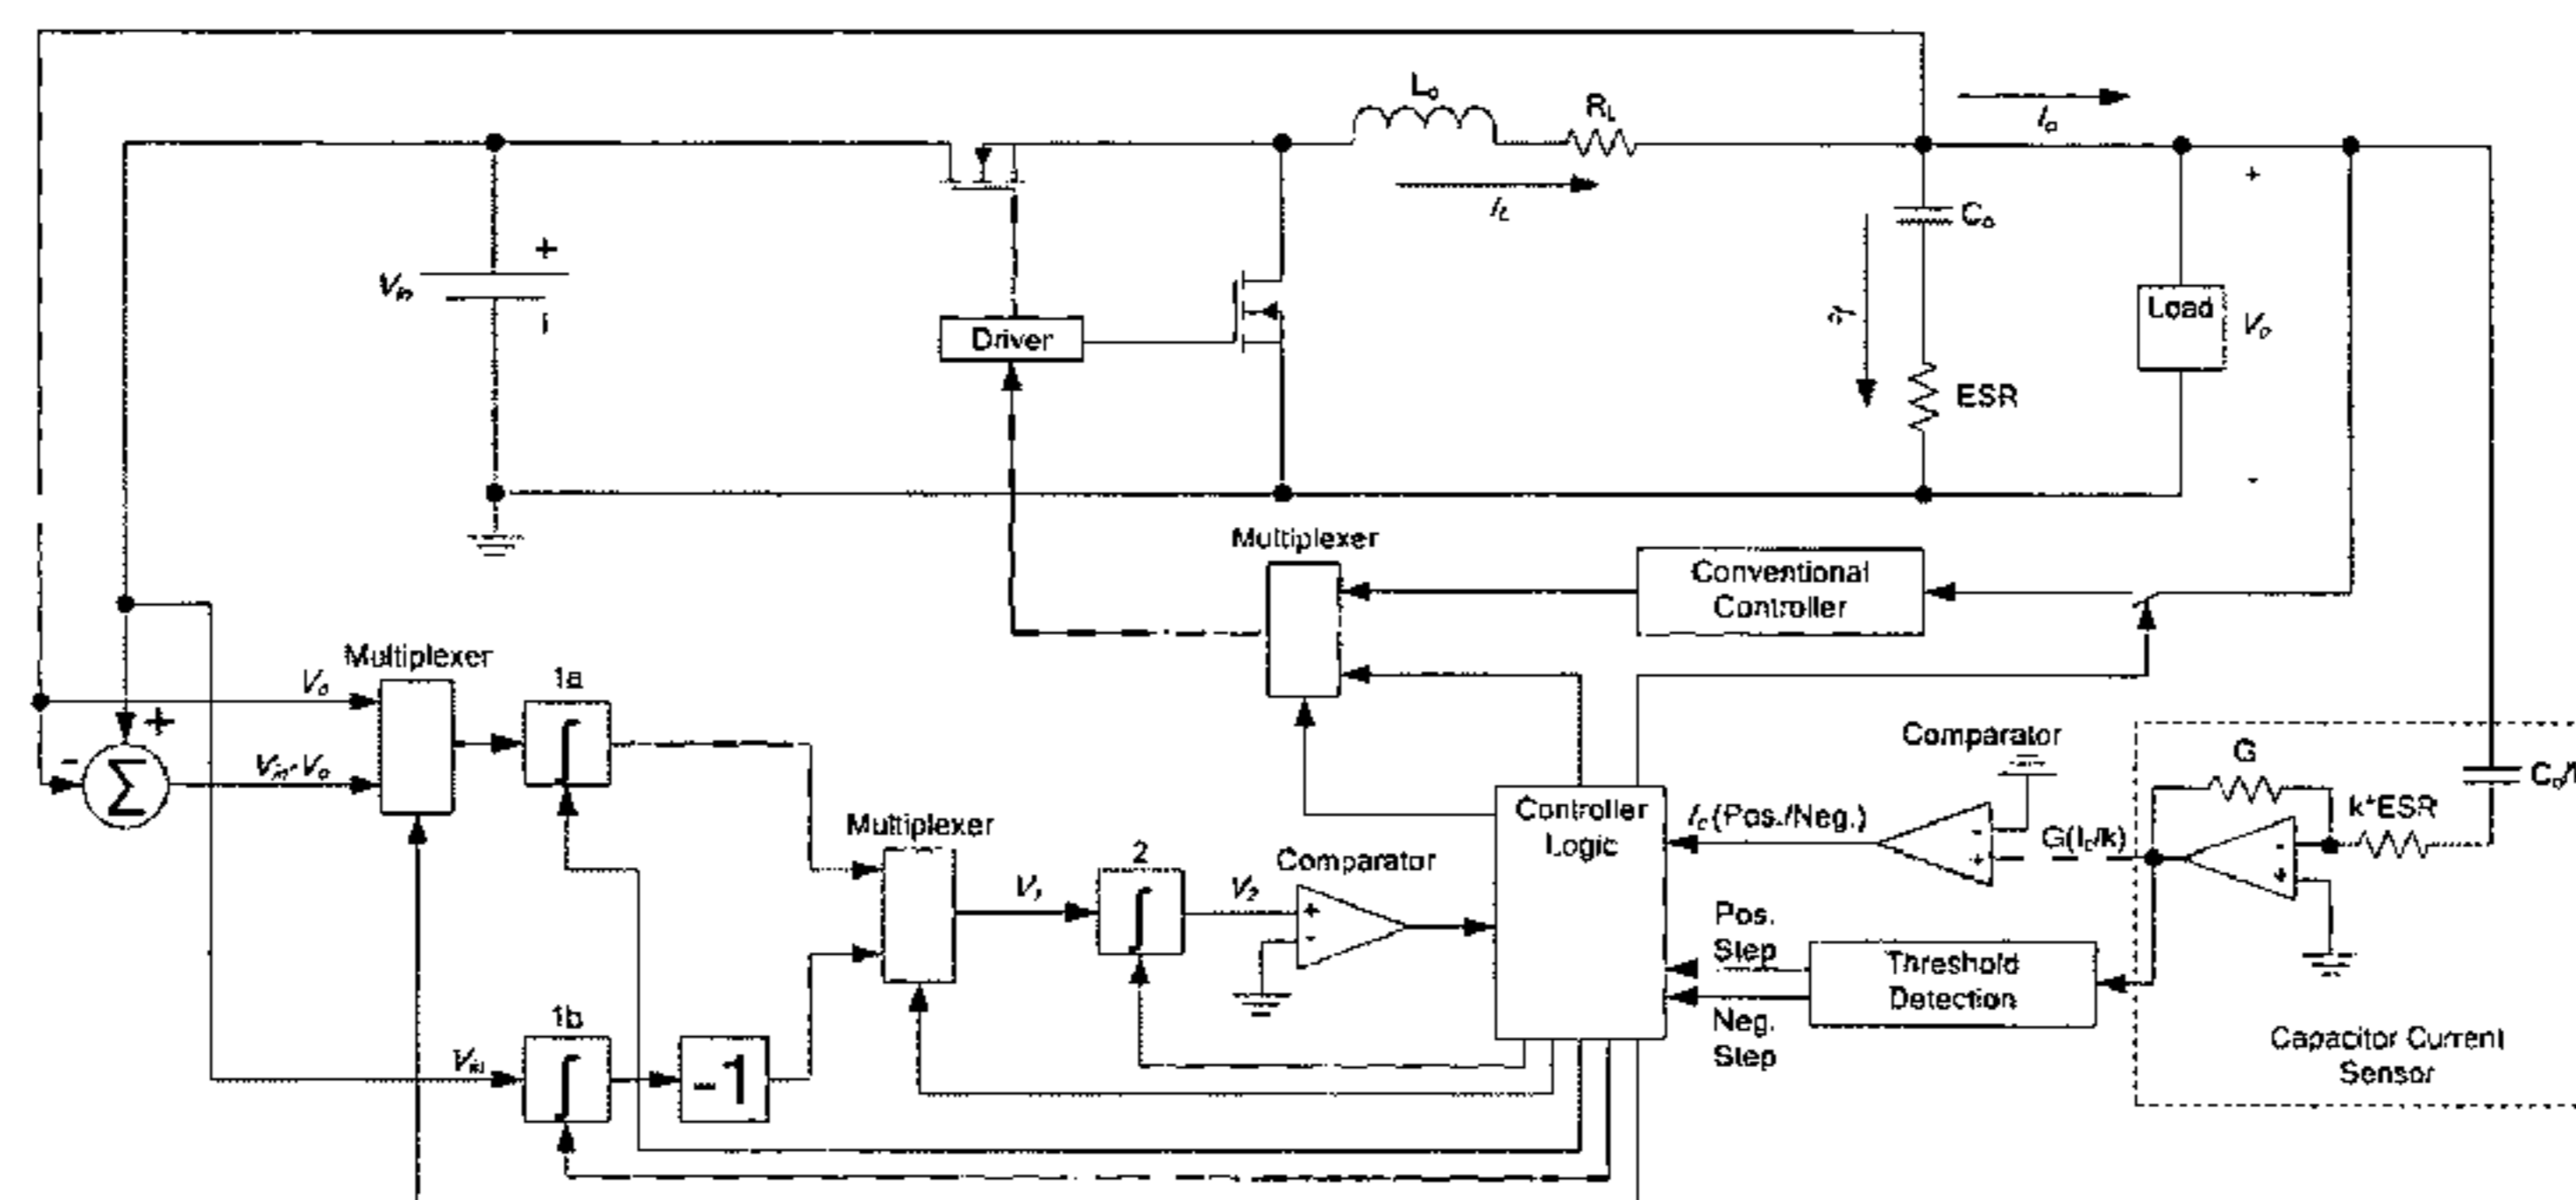 Lo
RL
Io
IL
Vin
+
Co
+
Driver
Load
Vo
ESR
-
Multiplexer
Conventional
Controller
Multiplexer
1a
Vo
+
Comparator
G
-
Σ
Vin-Vo
∫
Co/
k*ESR
Controller
Logic
Ic(Pos./Neg.)
G(Ic/k)
-
+
-
+
Multiplexer
2
Comparator
V1
∫
V2
+
-
Pos.
Step
Threshold
Detection
Neg.
Step
Capacitor Current
Sensor
1b
Vin
∫
-1